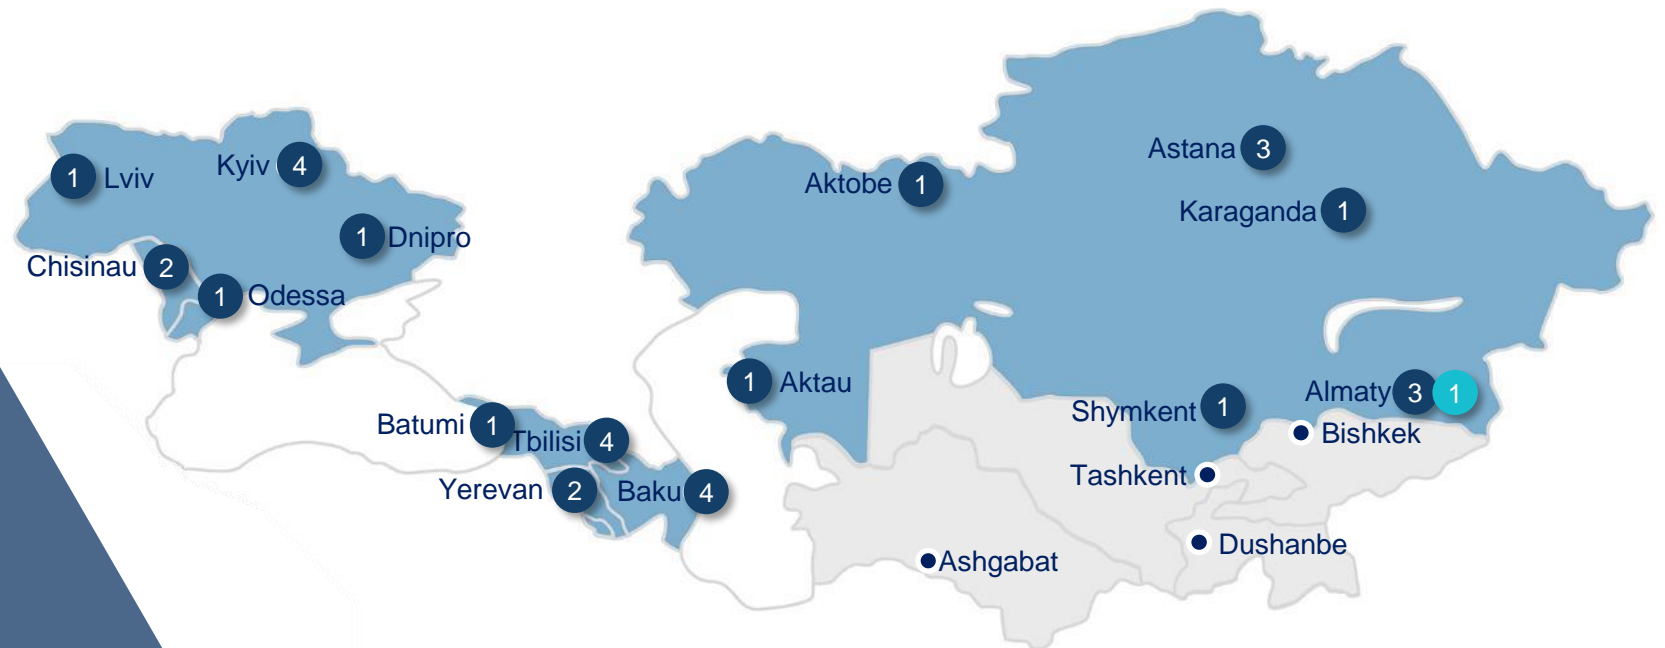 Astana 3
Kyiv 4
1 Lviv
Aktobe 1
Karaganda 1
1 Dnipro
Chisinau 2
1 Odessa
1 Aktau
Almaty 3 1
Shymkent 1
Batumi 1
Bishkek
Tbilisi 4
Tashkent
Yerevan 2
Baku 4
Dushanbe
Ashgabat